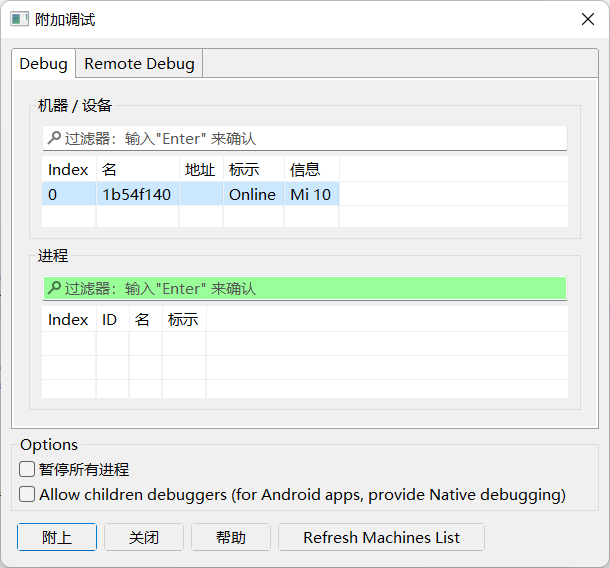 附加调试
Debug Remote Debug
机器 / 设备
过滤器：输入"Enter" 来确认
Index 名 地址 标示 信息
0 1b54f140 Online Mi 10
进程
过滤器：输入"Enter" 来确认
Index ID 名 标示
Options
暂停所有进程
Allow children debuggers (for Android apps, provide Native debugging)
附上 关闭 帮助 Refresh Machines List